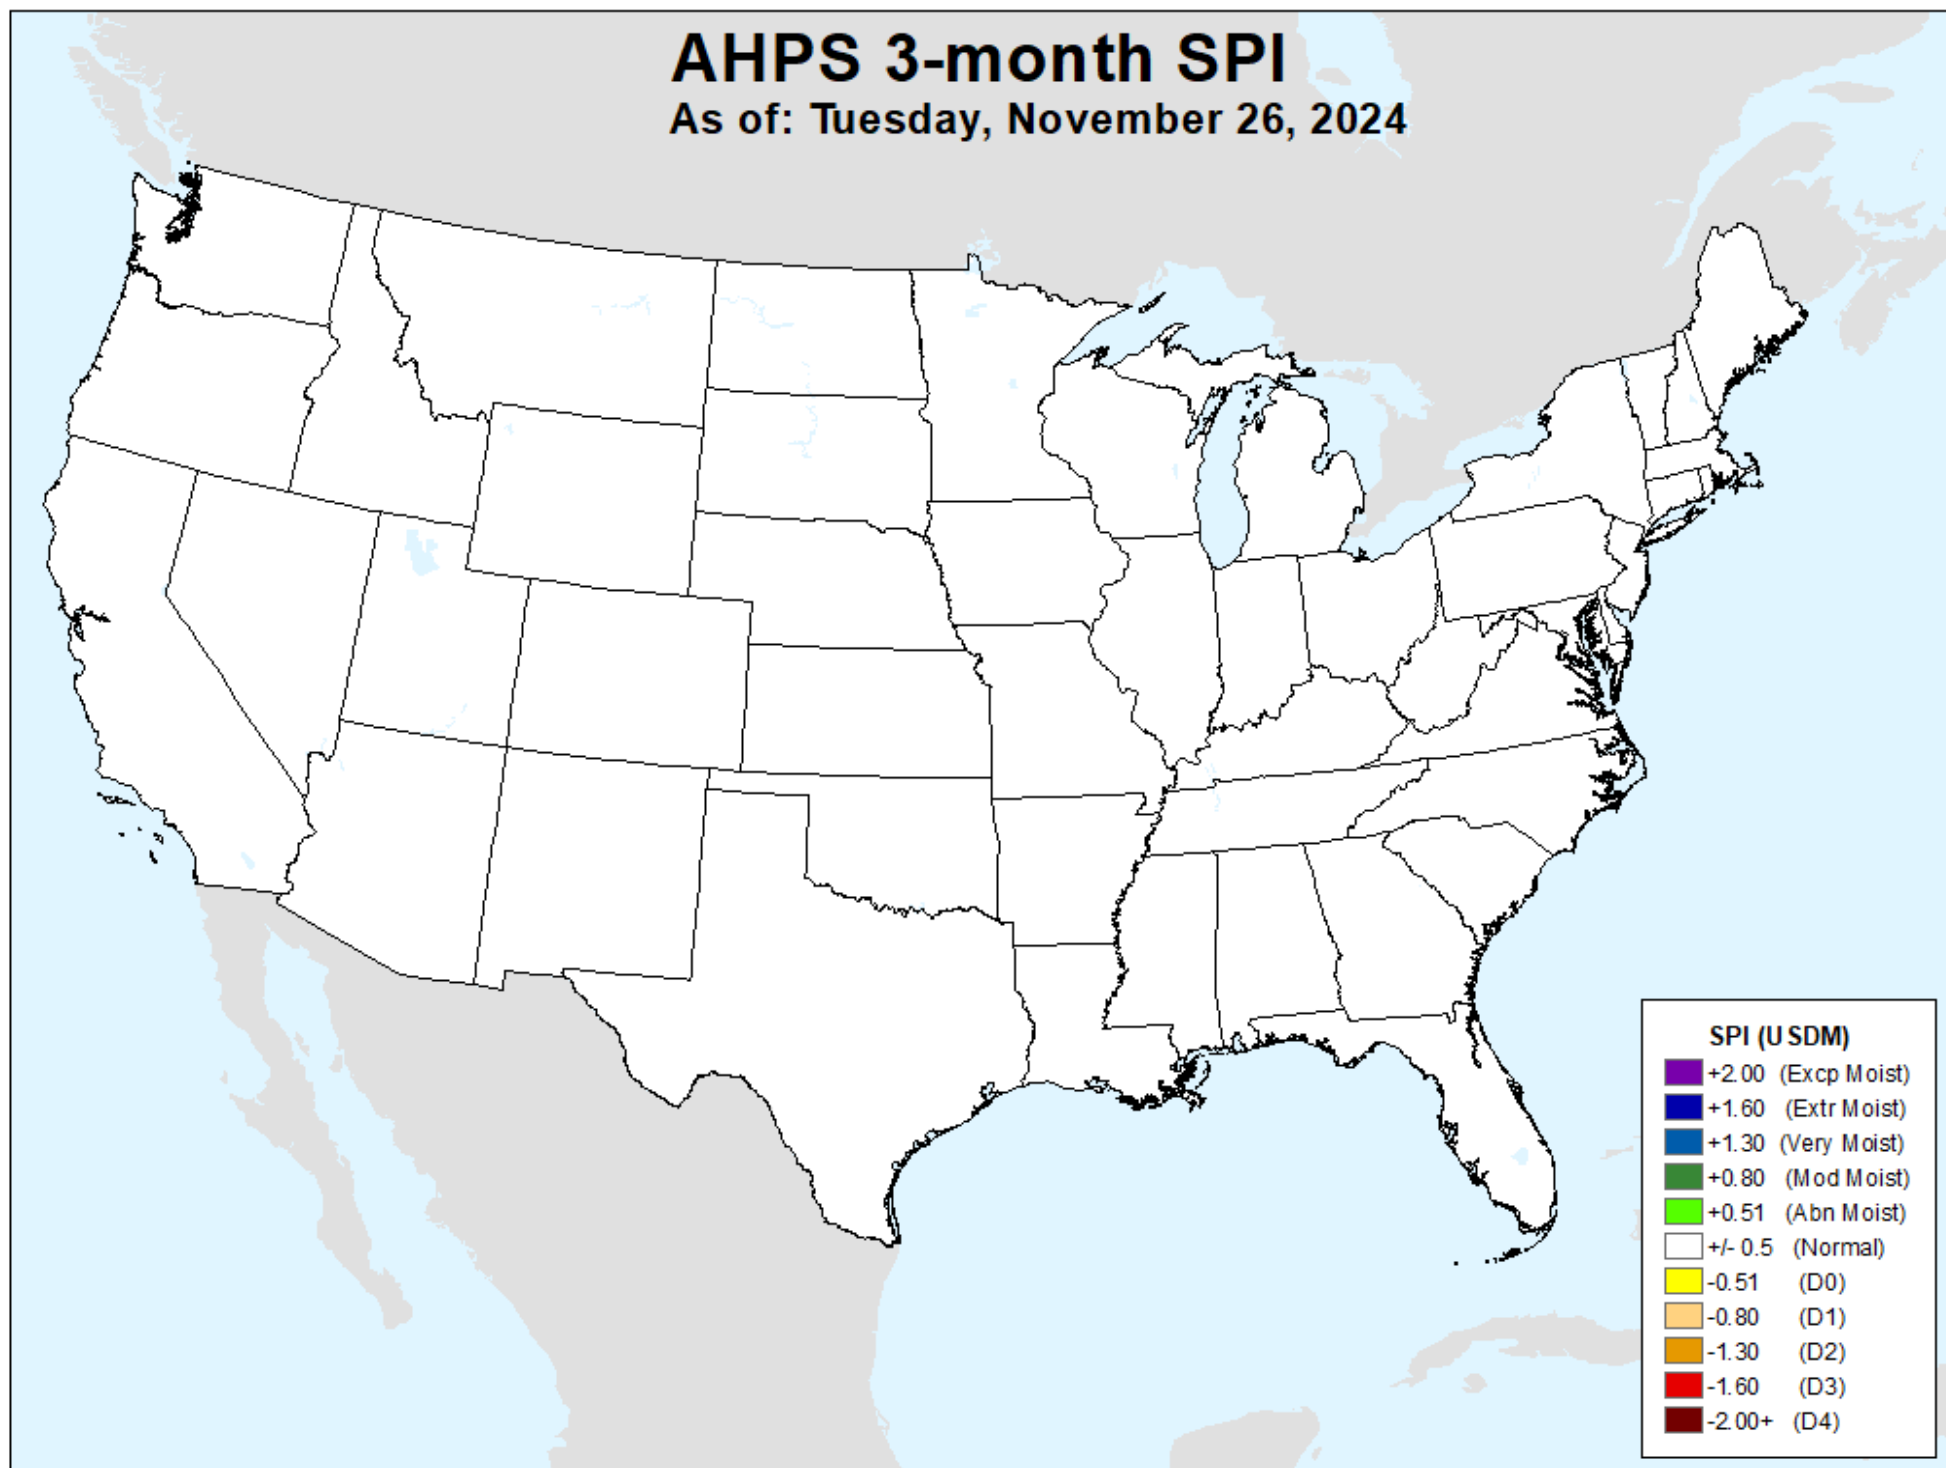 AHPS 3-month SPI
As of: Tuesday, November 26, 2024
SPI (USDM)
+2.00 (Excp Moist)
+1.60 (Extr Moist)
+1.30 (Very Moist)
+0.80 (Mod Moist)
+0.51 (Abn Moist)
+/- 0.5 (Normal)
-0.51 (D0)
-0.80 (D1)
-1.30 (D2)
-1.60 (D3)
-2.00+ (D4)